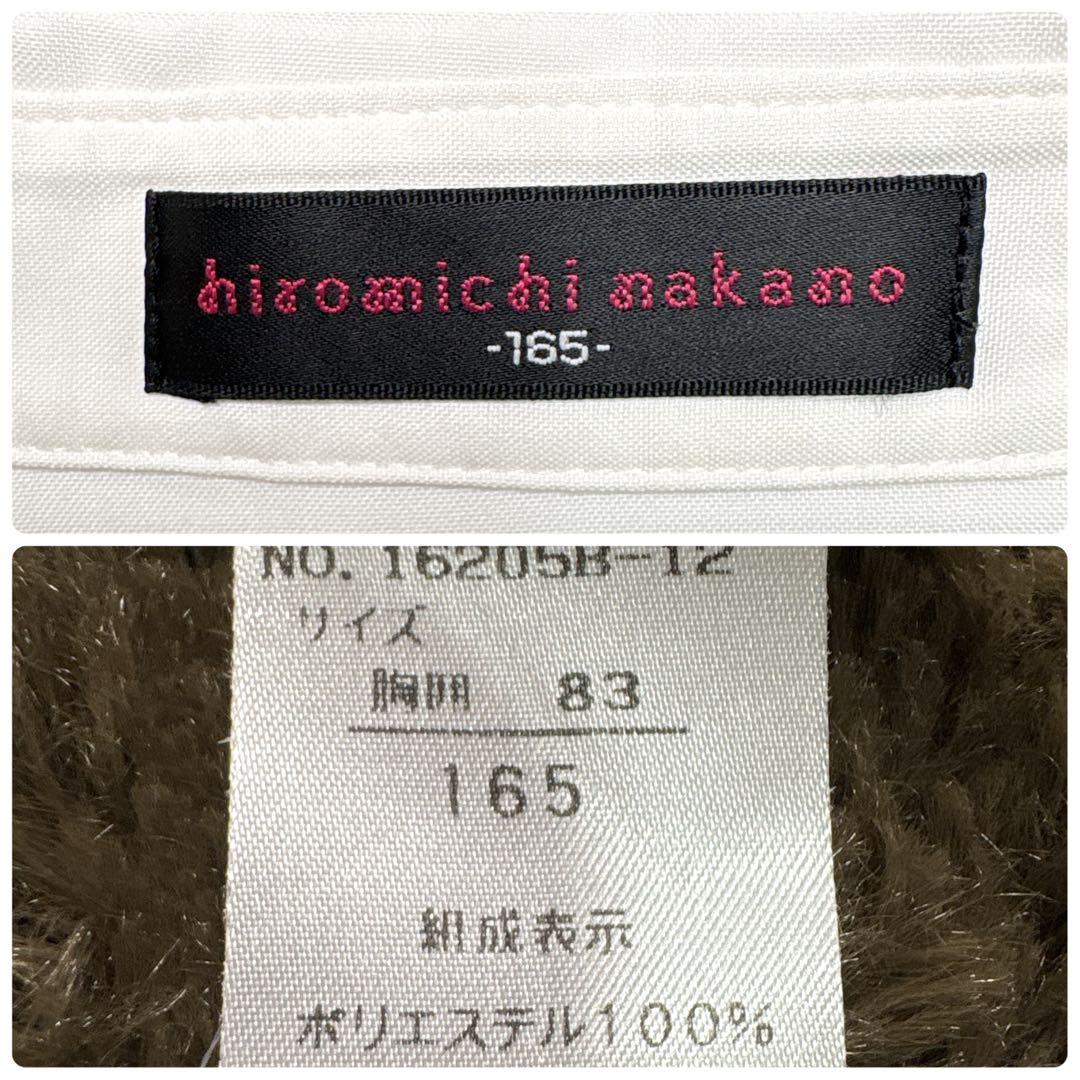 hiromichi nakano
-165-
NO. 16205B-12
サイズ
胸囲 83
165
組成表示
ポリエステル100%